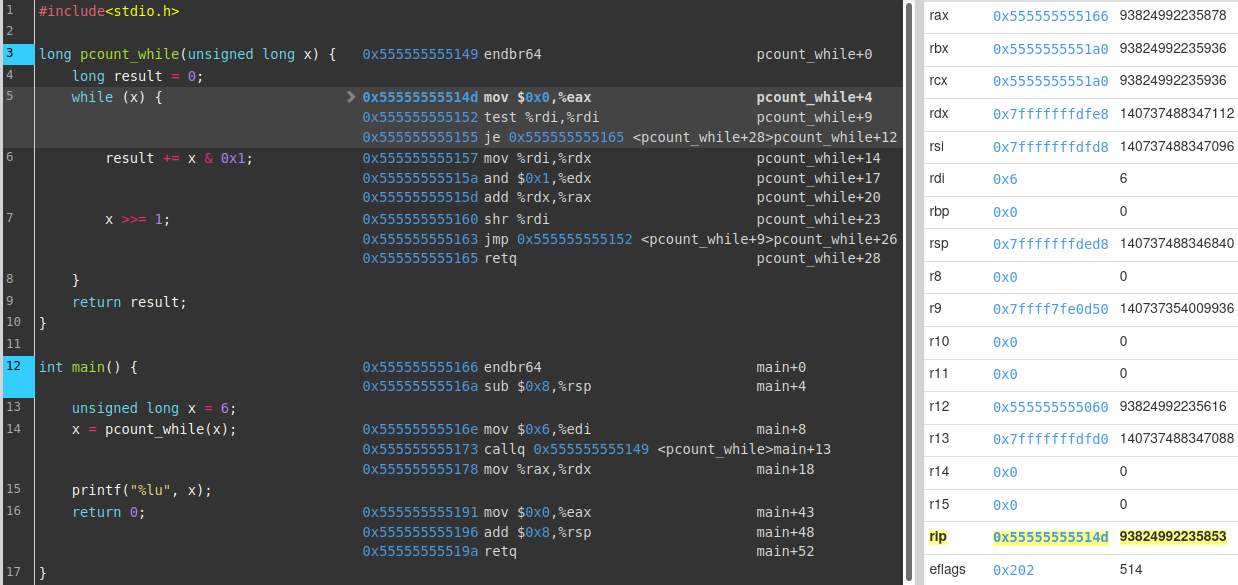 1 #include<stdio.h>
2
3 long pcount_while(unsigned long x) { 0x555555555149 endbr64 pcount_while+0
4 long result = 0;
5 while (x) { 0x55555555514d mov $0x0,%eax pcount_while+4
0x555555555152 test %rdi,%rdi pcount_while+9
0x555555555155 je 0x555555555165 <pcount_while+28>pcount_while+12
6 result += x & 0x1; 0x555555555157 mov %rdi,%rdx pcount_while+14
0x55555555515a and $0x1,%edx pcount_while+17
0x55555555515d add %rdx,%rax pcount_while+20
7 x >>= 1; 0x555555555160 shr %rdi pcount_while+23
0x555555555163 jmp 0x555555555152 <pcount_while+9>pcount_while+26
0x555555555165 retq pcount_while+28
8 }
9 return result;
10 }
11
12 int main() { 0x555555555166 endbr64 main+0
0x55555555516a sub $0x8,%rsp main+4
13 unsigned long x = 6;
14 x = pcount_while(x); 0x55555555516e mov $0x6,%edi main+8
0x555555555173 callq 0x555555555149 <pcount_while>main+13
0x555555555178 mov %rax,%rdx main+18
15 printf("%lu", x);
16 return 0; 0x555555555191 mov $0x0,%eax main+43
0x555555555196 add $0x8,%rsp main+48
0x55555555519a retq main+52
17 }
rax 0x555555555166 93824992235878
rbx 0x5555555551a0 93824992235936
rcx 0x5555555551a0 93824992235936
rdx 0x7fffffffdfe8 140737488347112
rsi 0x7fffffffdfd8 140737488347096
rdi 0x6 6
rbp 0x0 0
rsp 0x7fffffffded8 140737488346840
r8 0x0 0
r9 0x7ffff7fe0d50 140737354009936
r10 0x0 0
r11 0x0 0
r12 0x555555555060 93824992235616
r13 0x7fffffffdfd0 140737488347088
r14 0x0 0
r15 0x0 0
rip 0x55555555514d 93824992235853
eflags 0x202 514